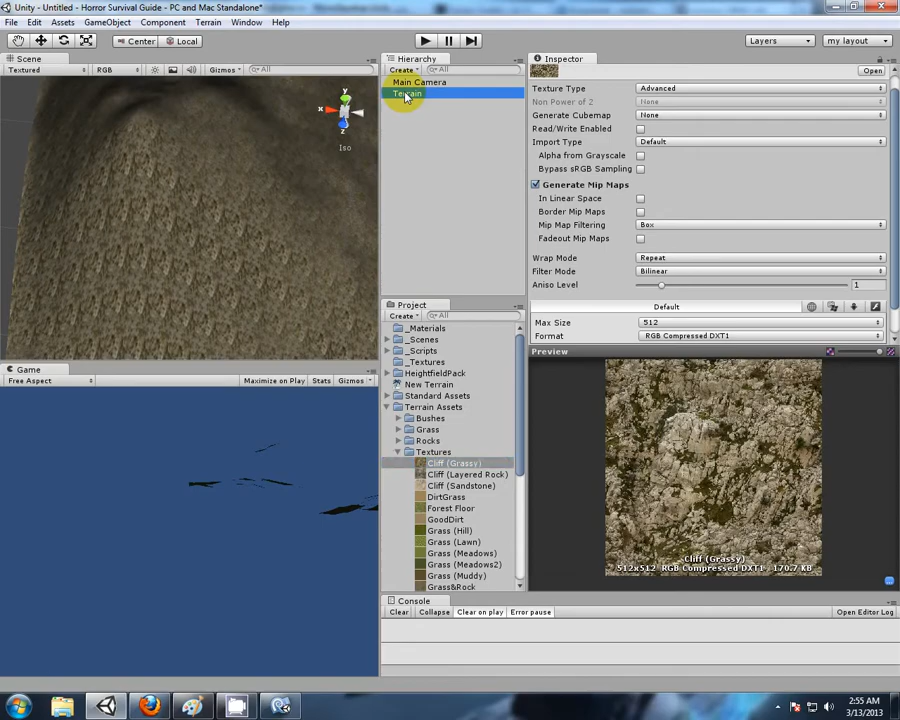 Unity - Untitled - Horror Survival Guide - PC and Mac Standalone*
File Edit Assets GameObject Component Terrain Window Help
Center Local Layers my layout
Scene
Textured RGB Gizmos All
y
x
z
Iso
Game
Free Aspect Maximize on Play Stats Gizmos
Hierarchy
Create All
Main Camera
Terrain
Project
Create All
_Materials
_Scenes
_Scripts
_Textures
HeightfieldPack
New Terrain
Standard Assets
Terrain Assets
Bushes
Grass
Rocks
Textures
Cliff (Grassy)
Cliff (Layered Rock)
Cliff (Sandstone)
DirtGrass
Forest Floor
GoodDirt
Grass (Hill)
Grass (Lawn)
Grass (Meadows)
Grass (Meadows2)
Grass (Muddy)
Grass&Rock
Inspector
Open
Texture Type Advanced
Non Power of 2 None
Generate Cubemap None
Read/Write Enabled
Import Type Default
Alpha from Grayscale
Bypass sRGB Sampling
Generate Mip Maps
In Linear Space
Border Mip Maps
Mip Map Filtering Box
Fadeout Mip Maps
Wrap Mode Repeat
Filter Mode Bilinear
Aniso Level 1
Default
Max Size 512
Format RGB Compressed DXT1
Preview
Cliff (Grassy)
512x512 RGB Compressed DXT1 170.7 KB
Console
Clear Collapse Clear on play Error pause Open Editor Log
2:55 AM
3/13/2013